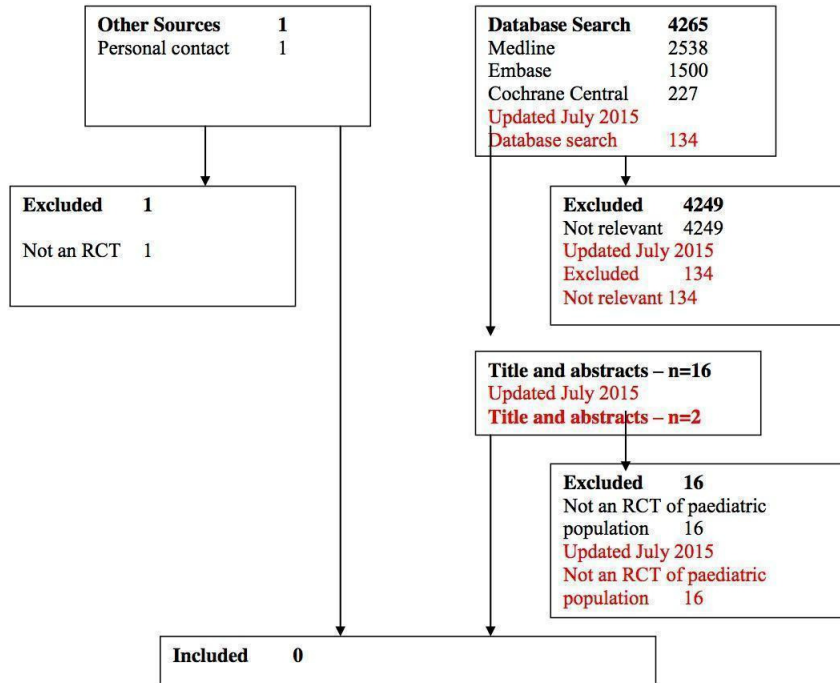 Other Sources 1
Personal contact 1
Database Search 4265
Medline 2538
Embase 1500
Cochrane Central 227
Updated July 2015
Database search 134
Excluded 1
Not an RCT 1
Excluded 4249
Not relevant 4249
Updated July 2015
Excluded 134
Not relevant 134
Title and abstracts – n=16
Updated July 2015
Title and abstracts – n=2
Excluded 16
Not an RCT of paediatric
population 16
Updated July 2015
Not an RCT of paediatric
population 16
Included 0